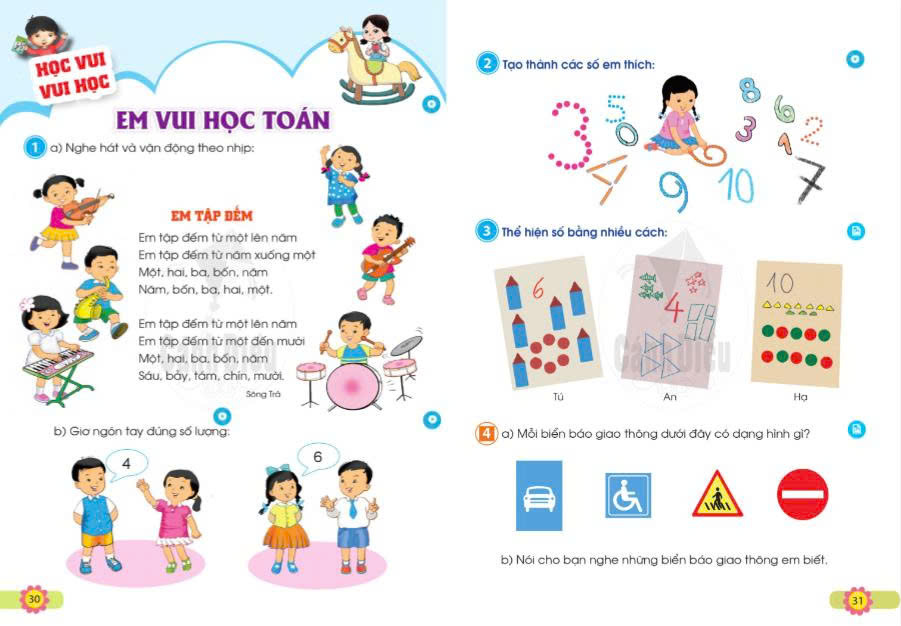 HỌC VUI
VUI HỌC
EM VUI HỌC TOÁN
1 a) Nghe hát và vận động theo nhịp:
EM TẬP ĐẾM
Em tập đếm từ một lên năm
Em tập đếm từ năm xuống một
Một, hai, ba, bốn, năm
Năm, bốn, ba, hai, một.
Em tập đếm từ một lên năm
Em tập đếm từ một đến mười
Một, hai, ba, bốn, năm
Sáu, bảy, tám, chín, mười.
Sông Trà
b) Giơ ngón tay đúng số lượng:
4
6
30
2 Tạo thành các số em thích:
3
5
0
4
9
8
6
3
1
2
10
7
3 Thể hiện số bằng nhiều cách:
6
4
10
Cánh Diều
Tú
An
Hạ
4 a) Mỗi biển báo giao thông dưới đây có dạng hình gì?
b) Nói cho bạn nghe những biển báo giao thông em biết.
31